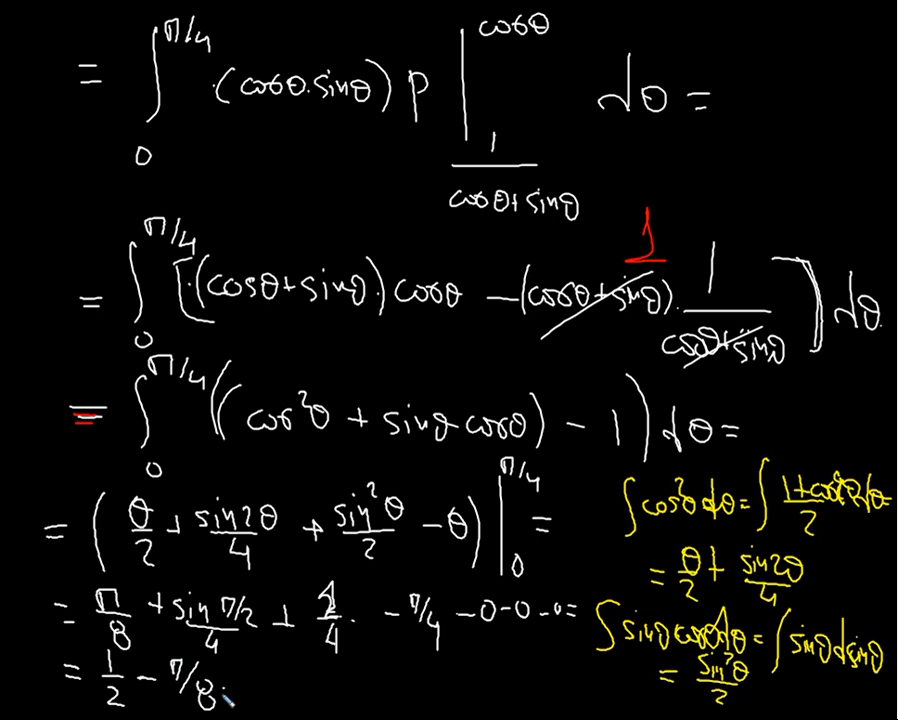 = ∫_0^{π/4} (cosθ.sinθ) ρ |_{1/(cosθ+sinθ)}^{cosθ} dθ =
= ∫_0^{π/4} [(cosθ+sinθ) cosθ − (cosθ+sinθ). 1/(cosθ+sinθ)] dθ
1
= ∫_0^{π/4} ((cos²θ + sinθ cosθ) − 1) dθ =
= (θ/2 + sin2θ/4 + sin²θ/2 − θ) |_0^{π/4} =
= π/8 + sin π/2 /4 + 1/4 − π/4 − 0 − 0 − 0 =
= 1/2 − π/8.
∫cos²θ dθ = ∫ (1+cos2θ)/2 dθ
= θ/2 + sin2θ/4
∫sinθ cosθ dθ = ∫sinθ dsinθ
= sin²θ/2